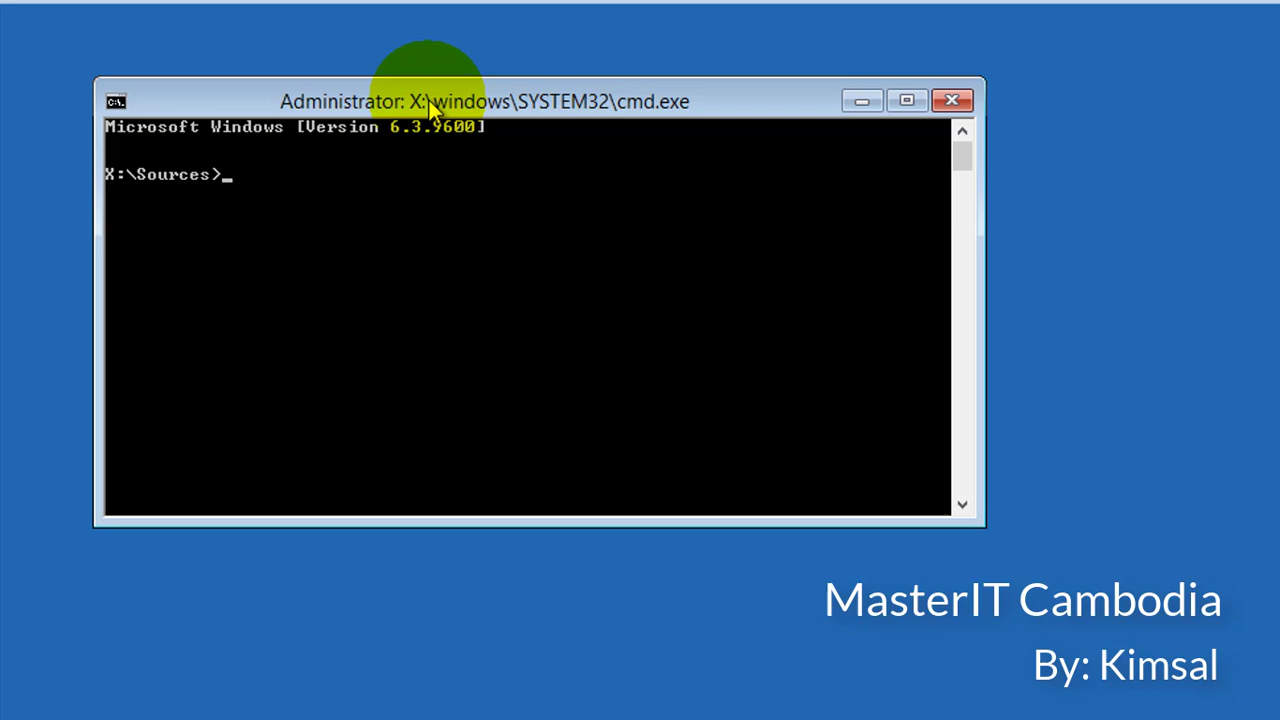 Administrator: X:\windows\SYSTEM32\cmd.exe
Microsoft Windows [Version 6.3.9600]
X:\Sources>_
MasterIT Cambodia
By: Kimsal